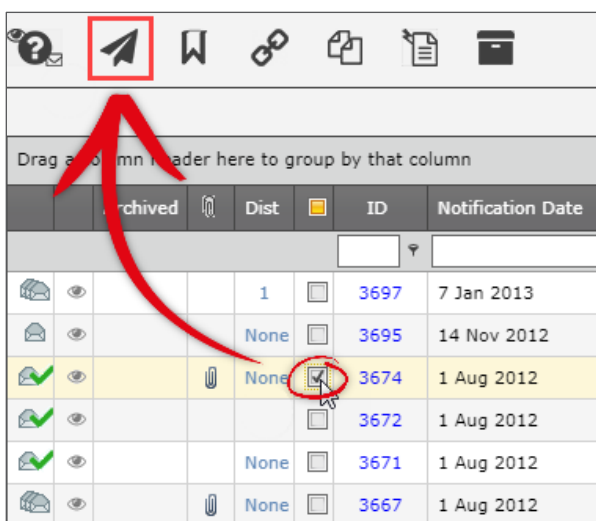 Drag a column header here to group by that column
Archived Dist ID Notification Date
1 3697 7 Jan 2013
None 3695 14 Nov 2012
None 3674 1 Aug 2012
3672 1 Aug 2012
None 3671 1 Aug 2012
None 3667 1 Aug 2012